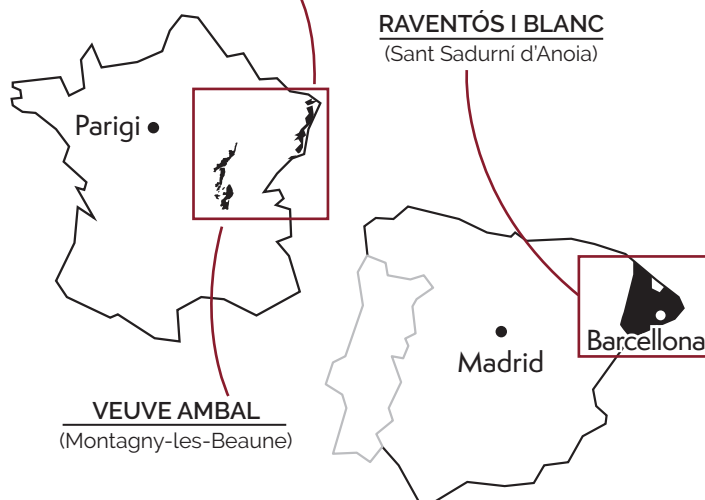 RAVENTÓS I BLANC
(Sant Sadurní d'Anoia)
Parigi
Barcellona
Madrid
VEUVE AMBAL
(Montagny-les-Beaune)